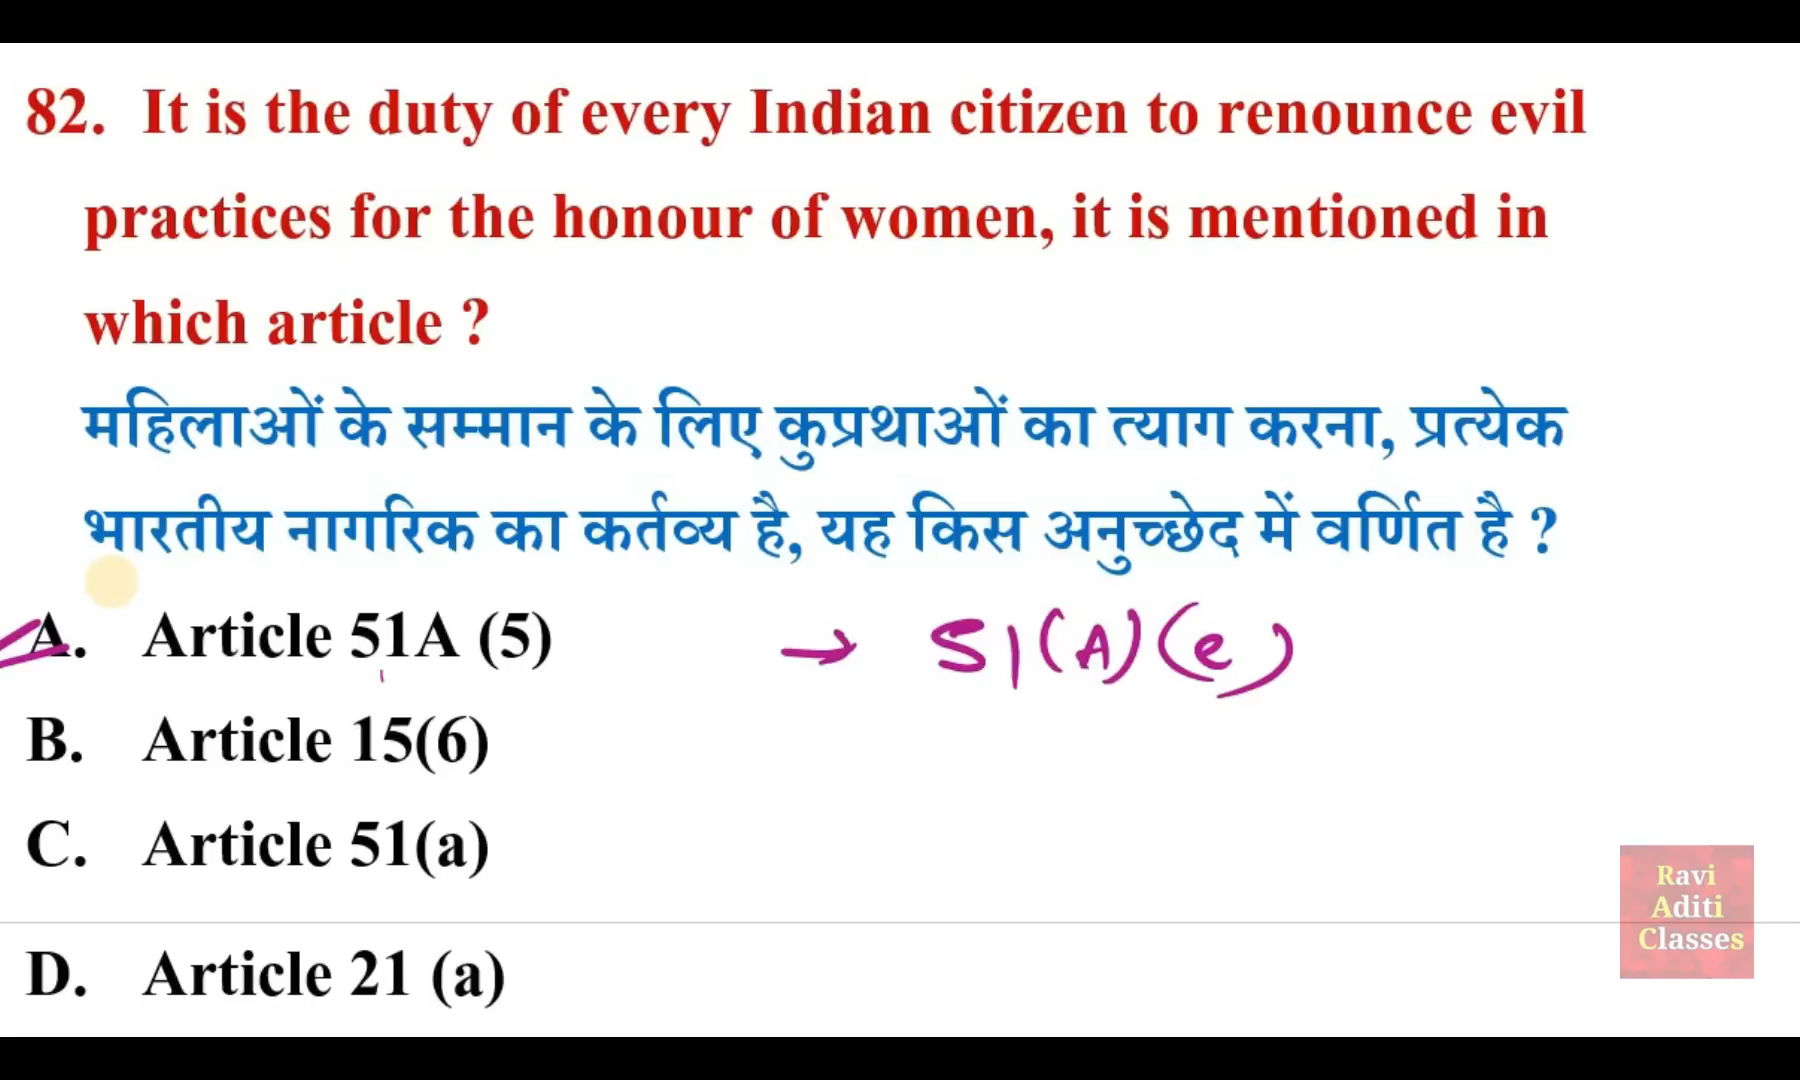 82. It is the duty of every Indian citizen to renounce evil
practices for the honour of women, it is mentioned in
which article ?
महिलाओं के सम्मान के लिए कुप्रथाओं का त्याग करना, प्रत्येक
भारतीय नागरिक का कर्तव्य है, यह किस अनुच्छेद में वर्णित है ?
A. Article 51A (5) → 51(A)(e)
B. Article 15(6)
C. Article 51(a)
D. Article 21 (a)
Ravi
Aditi
Classes